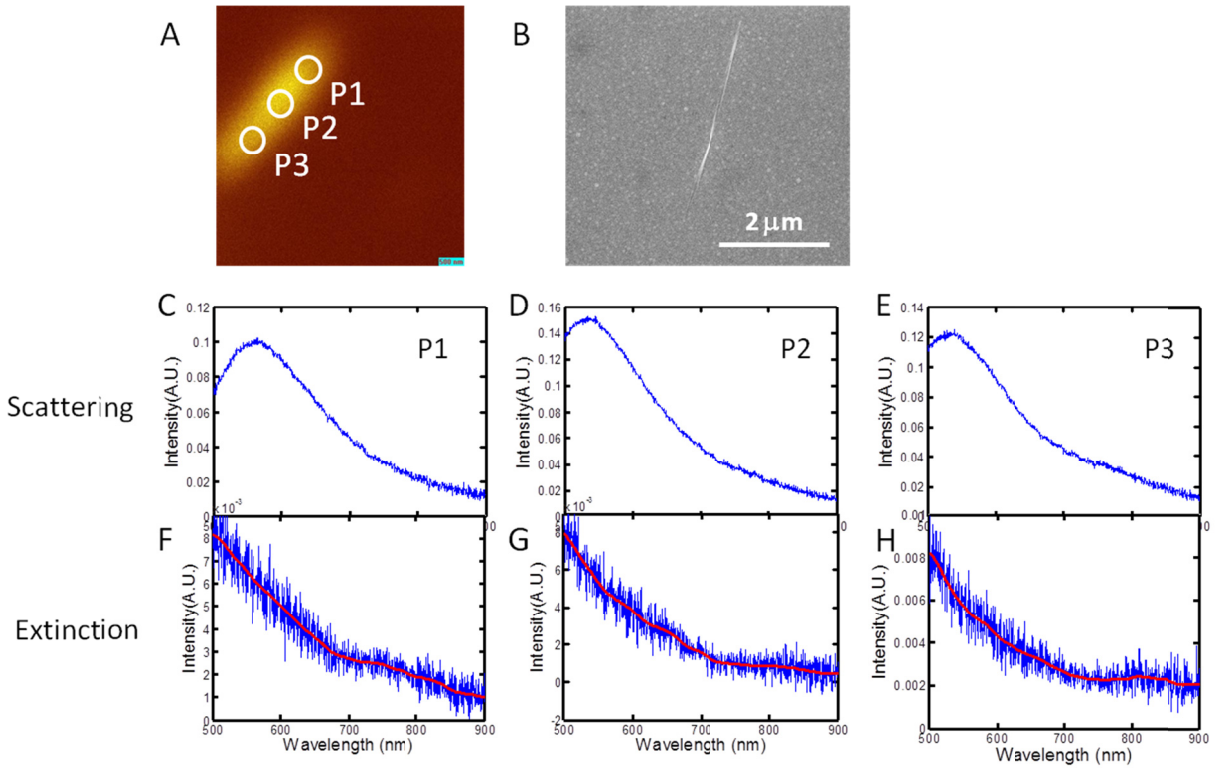 A
B
P1
P2
P3
500 nm
2 μm
Scattering
C
P1
Intensity(A.U.)
0.12
0.1
0.08
0.06
0.04
0.02
D
P2
Intensity(A.U.)
0.16
0.14
0.12
0.1
0.08
0.06
0.04
0.02
E
P3
Intensity(A.U.)
0.14
0.12
0.1
0.08
0.06
0.04
0.02
Extinction
F
x 10⁻³
Intensity(A.U.)
8
7
6
5
4
3
2
1
0
500 600 700 800 900
Wavelength (nm)
G
x 10⁻³
Intensity(A.U.)
8
6
4
2
0
-2
500 600 700 800 900
Wavelength (nm)
H
Intensity(A.U.)
0.008
0.006
0.004
0.002
0
500 600 700 800 900
Wavelength (nm)